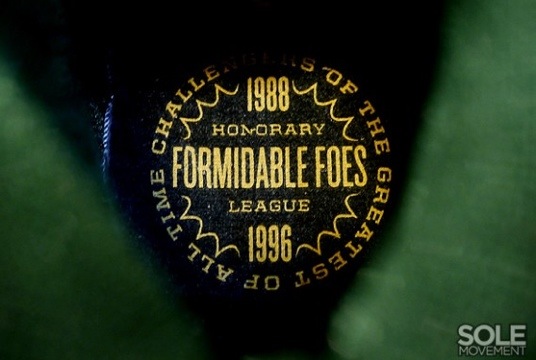 CHALLENGERS OF THE GREATEST OF ALL TIME
1988
HONORARY
FORMIDABLE FOES
LEAGUE
1996
SOLE
MOVEMENT